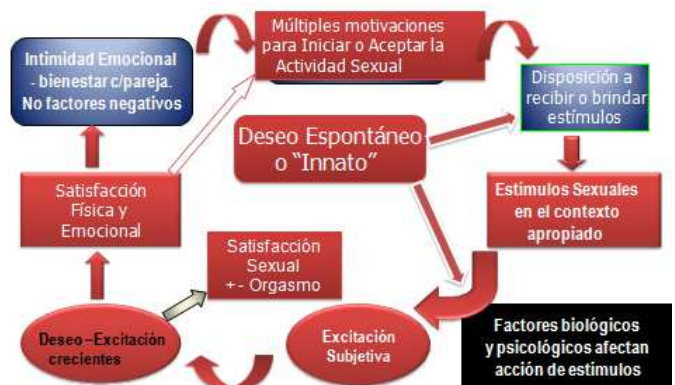 Intimidad Emocional
- bienestar c/pareja.
No factores negativos
Múltiples motivaciones
para Iniciar o Aceptar la
Actividad Sexual
Disposición a
recibir o brindar
estímulos
Deseo Espontáneo
o "Innato"
Satisfacción
Física y
Emocional
Estímulos Sexuales
en el contexto
apropiado
Satisfacción
Sexual
+- Orgasmo
Deseo –Excitación
crecientes
Excitación
Subjetiva
Factores biológicos
y psicológicos afectan
acción de estímulos